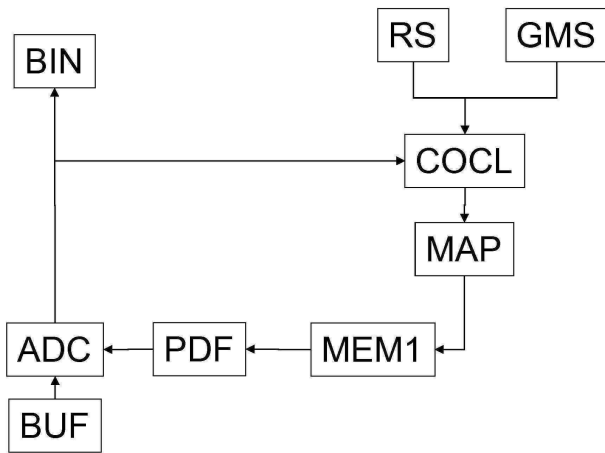 RS
GMS
BIN
COCL
MAP
ADC
PDF
MEM1
BUF